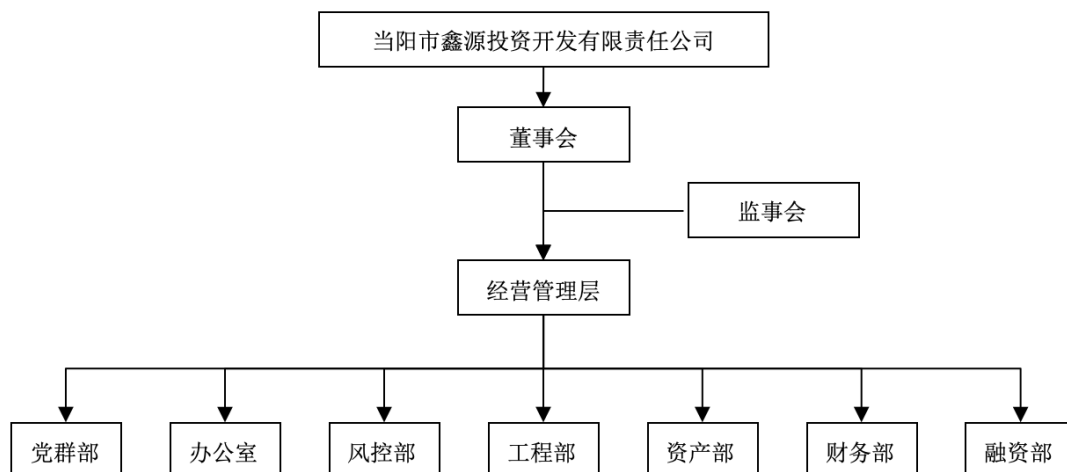 当阳市鑫源投资开发有限责任公司
董事会
监事会
经营管理层
党群部
办公室
风控部
工程部
资产部
财务部
融资部